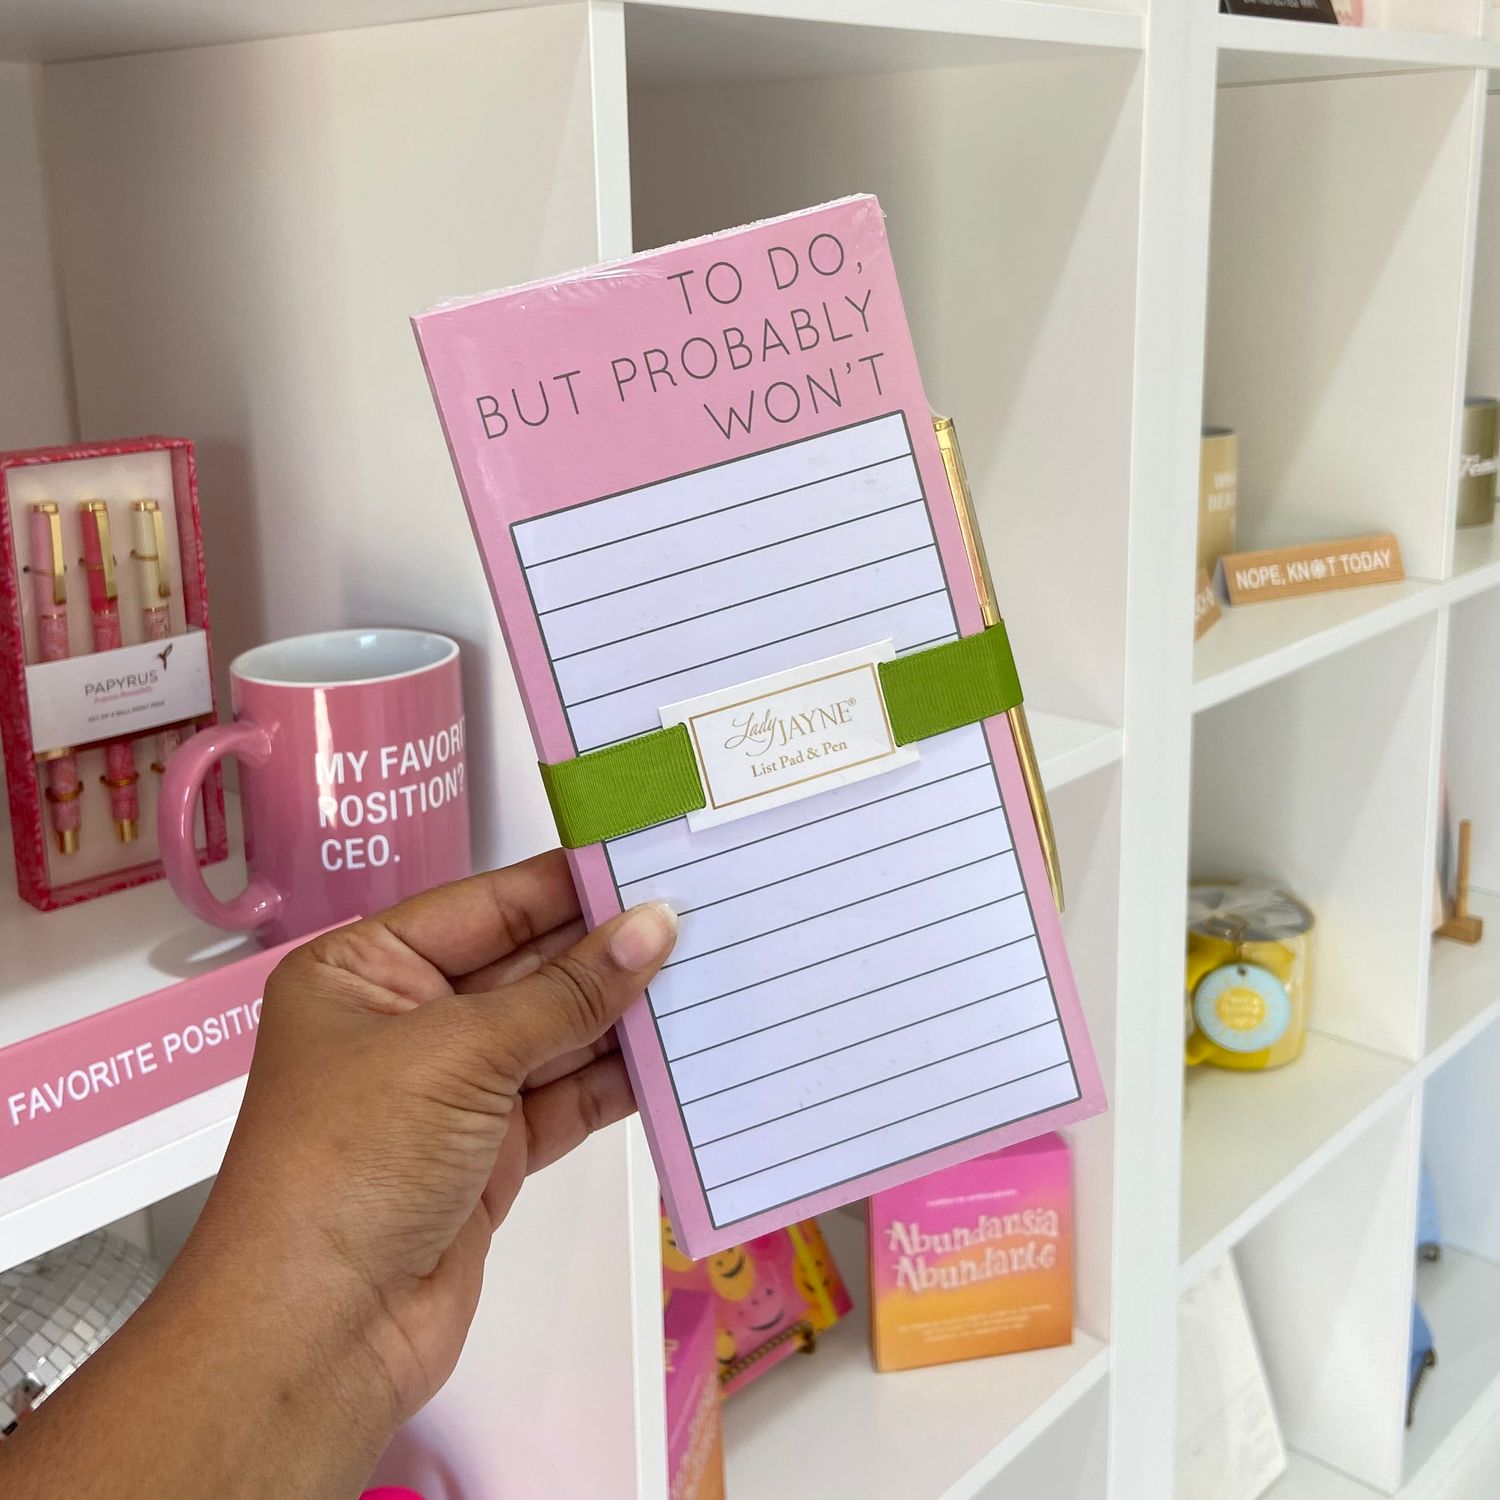 TO DO,
BUT PROBABLY
WON'T
Lady JAYNE®
List Pad & Pen
PAPYRUS
MY FAVORI
POSITION?
CEO.
FAVORITE POSITIO
NOPE, KNOT TODAY
Abundansia
Abundante